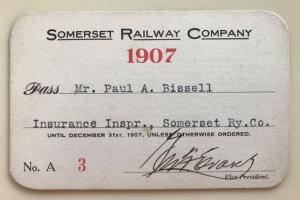 SOMERSET RAILWAY COMPANY
1907
Pass Mr. Paul A. Bissell
Insurance Inspr., Somerset Ry.Co.
UNTIL DECEMBER 31ST, 1907, UNLESS OTHERWISE ORDERED.
No. A 3
Vice-President.